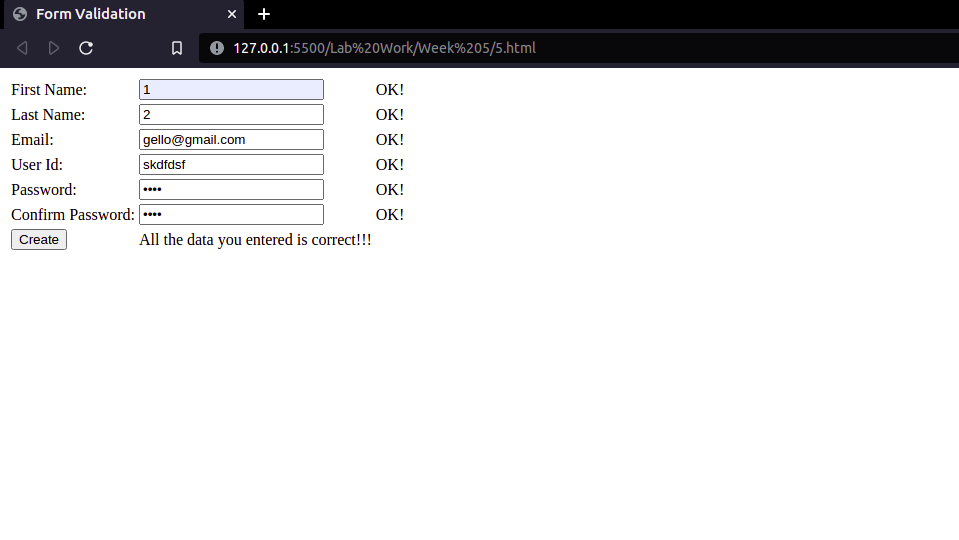 Form Validation
127.0.0.1:5500/Lab%20Work/Week%205/5.html
First Name: 1 OK!
Last Name: 2 OK!
Email: gello@gmail.com OK!
User Id: skdfdsf OK!
Password: •••• OK!
Confirm Password: •••• OK!
Create All the data you entered is correct!!!